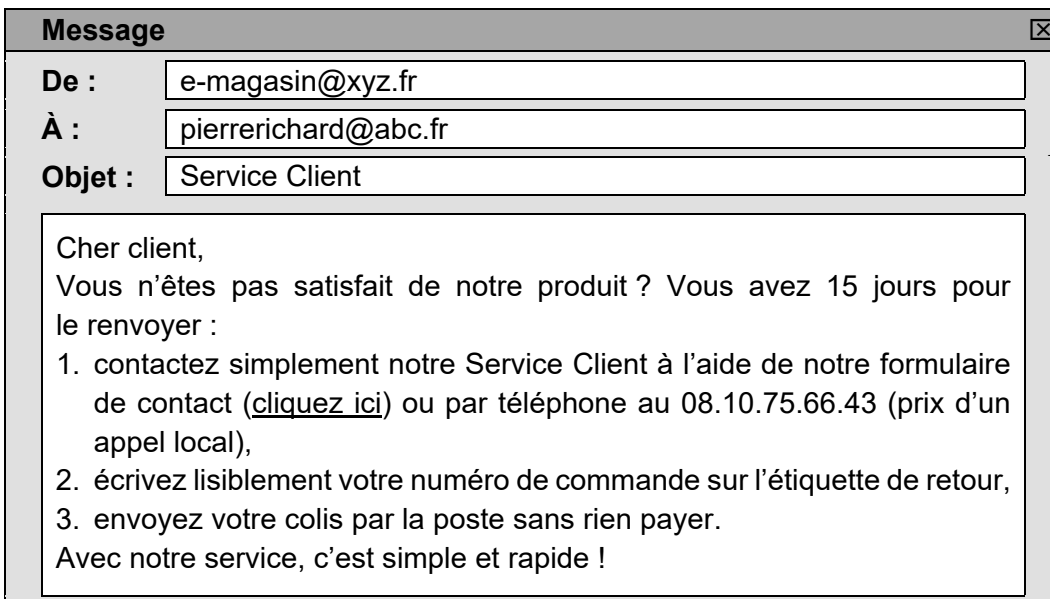 Message
De : e-magasin@xyz.fr
À : pierrerichard@abc.fr
Objet : Service Client
Cher client,
Vous n’êtes pas satisfait de notre produit ? Vous avez 15 jours pour
le renvoyer :
1. contactez simplement notre Service Client à l’aide de notre formulaire
de contact (cliquez ici) ou par téléphone au 08.10.75.66.43 (prix d’un
appel local),
2. écrivez lisiblement votre numéro de commande sur l’étiquette de retour,
3. envoyez votre colis par la poste sans rien payer.
Avec notre service, c’est simple et rapide !